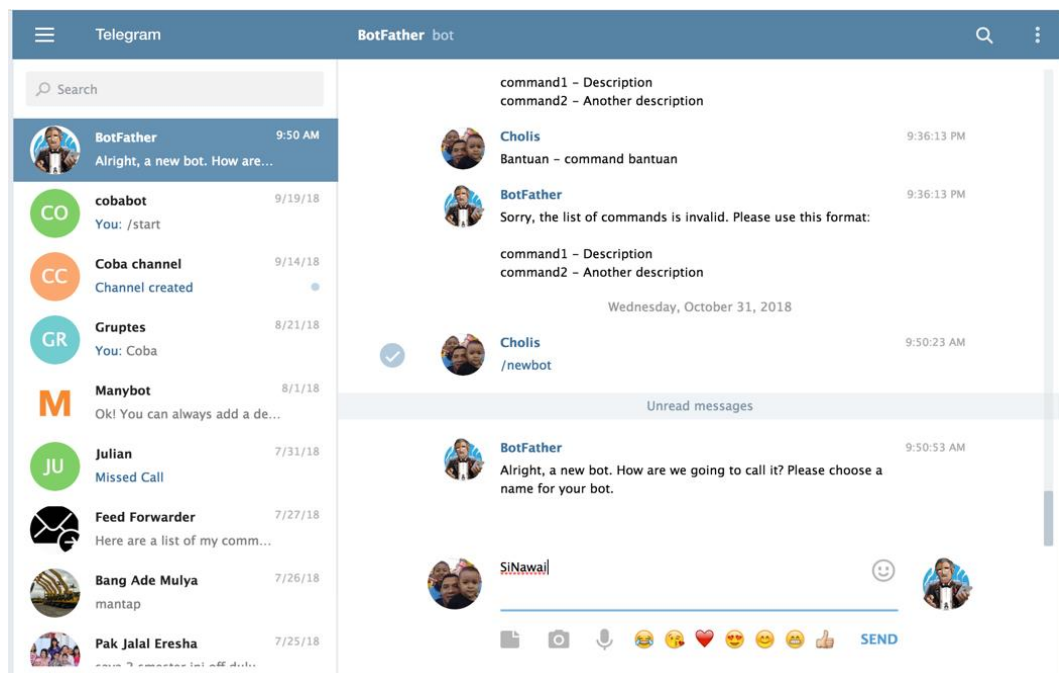 Telegram
BotFather bot
Search
BotFather 9:50 AM
Alright, a new bot. How are...
CO
cobabot 9/19/18
You: /start
CC
Coba channel 9/14/18
Channel created
GR
Gruptes 8/21/18
You: Coba
M
Manybot 8/1/18
Ok! You can always add a de...
JU
Julian 7/31/18
Missed Call
Feed Forwarder 7/27/18
Here are a list of my comm...
Bang Ade Mulya 7/26/18
mantap
Pak Jalal Eresha 7/25/18
command1 - Description
command2 - Another description
Cholis 9:36:13 PM
Bantuan - command bantuan
BotFather 9:36:13 PM
Sorry, the list of commands is invalid. Please use this format:
command1 - Description
command2 - Another description
Wednesday, October 31, 2018
Cholis 9:50:23 AM
/newbot
Unread messages
BotFather 9:50:53 AM
Alright, a new bot. How are we going to call it? Please choose a
name for your bot.
SiNawai
SEND